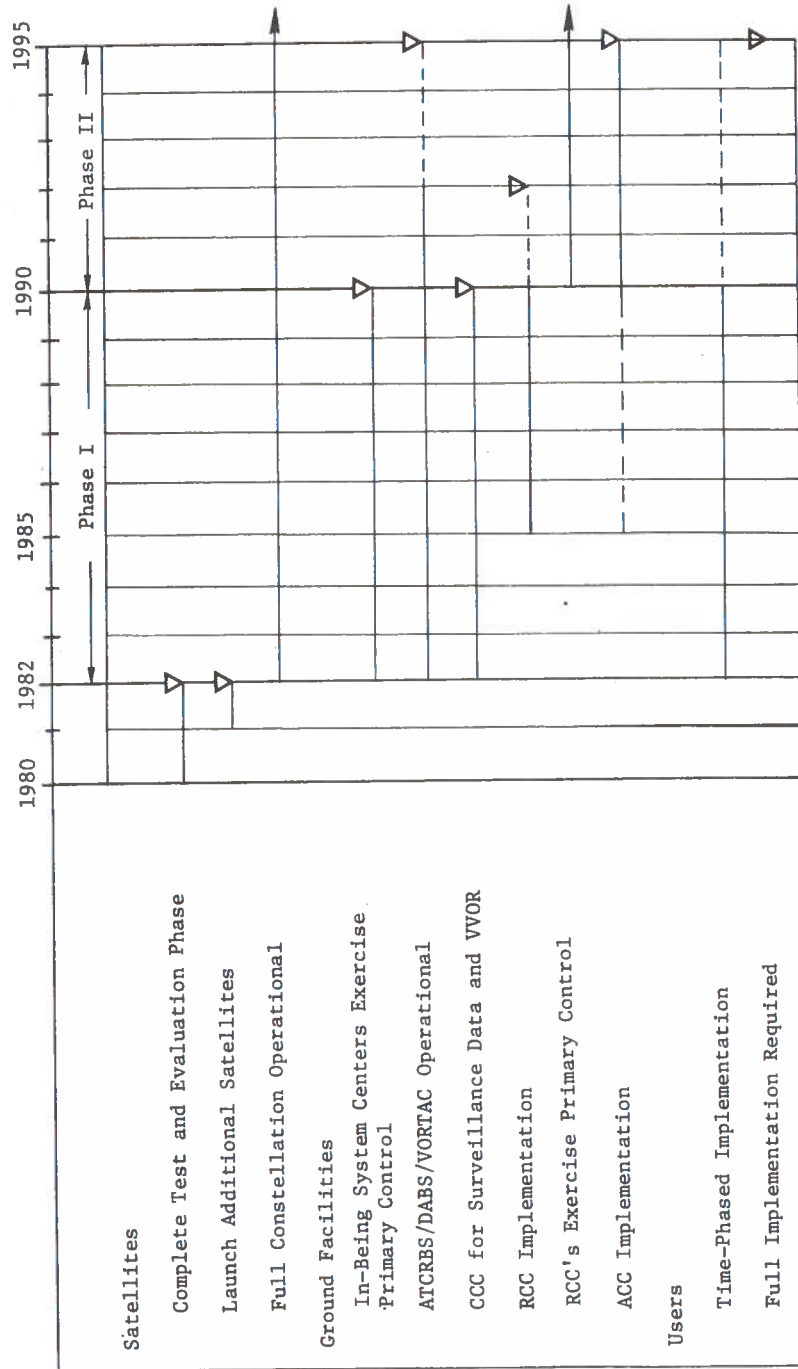 1980 1982 1985 1990 1995
Phase I Phase II
Satellites
Complete Test and Evaluation Phase
Launch Additional Satellites
Full Constellation Operational
Ground Facilities
In-Being System Centers Exercise
Primary Control
ATCRBS/DABS/VORTAC Operational
CCC for Surveillance Data and VVOR
RCC Implementation
RCC's Exercise Primary Control
ACC Implementation
Users
Time-Phased Implementation
Full Implementation Required